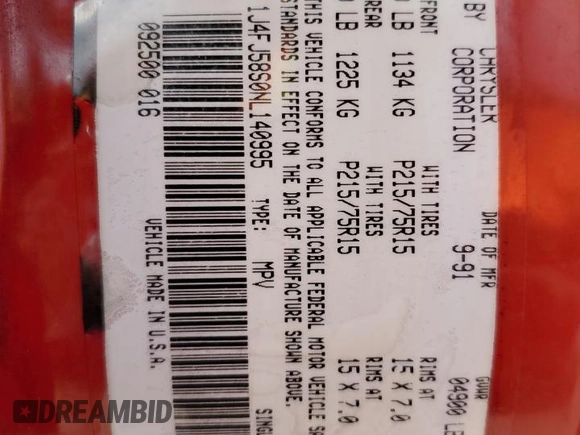 BY CHRYSLER DATE OF MFR GVWR
CORPORATION 9-91 04900 LB
FRONT WITH TIRES RIMS AT
LB 1134 KG P215/75R15 15 X 7.0
REAR WITH TIRES RIMS AT
LB 1225 KG P215/75R15 15 X 7.0
THIS VEHICLE CONFORMS TO ALL APPLICABLE FEDERAL MOTOR VEHICLE
STANDARDS IN EFFECT ON THE DATE OF MANUFACTURE SHOWN ABOVE.
1J4FJ58S0NL140995 TYPE: MPV
092500 016 VEHICLE MADE IN U.S.A.
DREAMBID